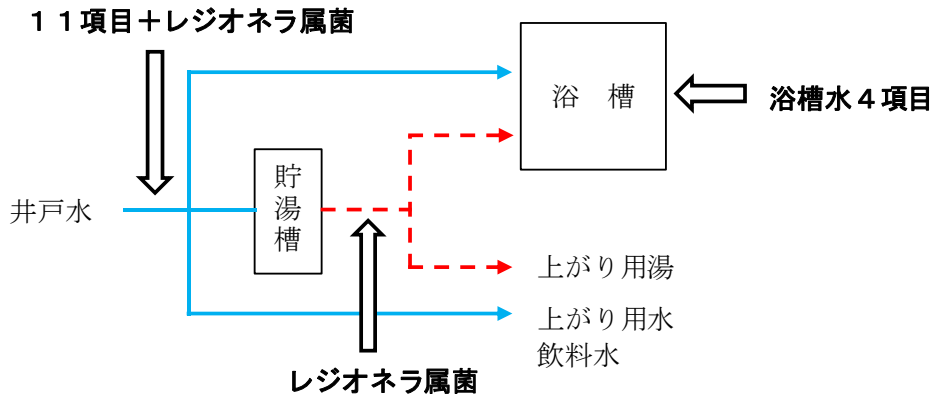 １１項目＋レジオネラ属菌
浴　槽
浴槽水４項目
貯湯槽
井戸水
上がり用湯
上がり用水
飲料水
レジオネラ属菌